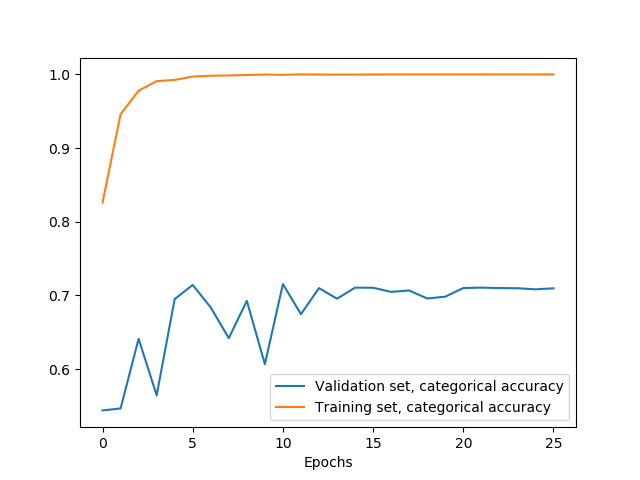 1.0
0.9
0.8
0.7
0.6
Validation set, categorical accuracy
Training set, categorical accuracy
0 5 10 15 20 25
Epochs